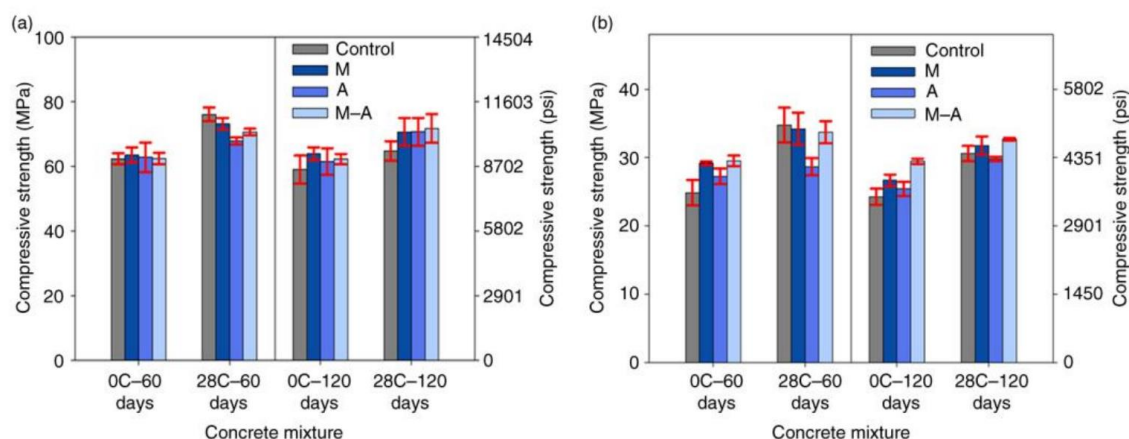 (a)
Compressive strength (MPa)
100
80
60
40
20
0
Control
M
A
M–A
14504
11603
8702
5802
2901
0
Compressive strength (psi)
0C–60
days
28C–60
days
0C–120
days
28C–120
days
Concrete mixture
(b)
Compressive strength (MPa)
40
30
20
10
0
Control
M
A
M–A
5802
4351
2901
1450
0
Compressive strength (psi)
0C–60
days
28C–60
days
0C–120
days
28C–120
days
Concrete mixture